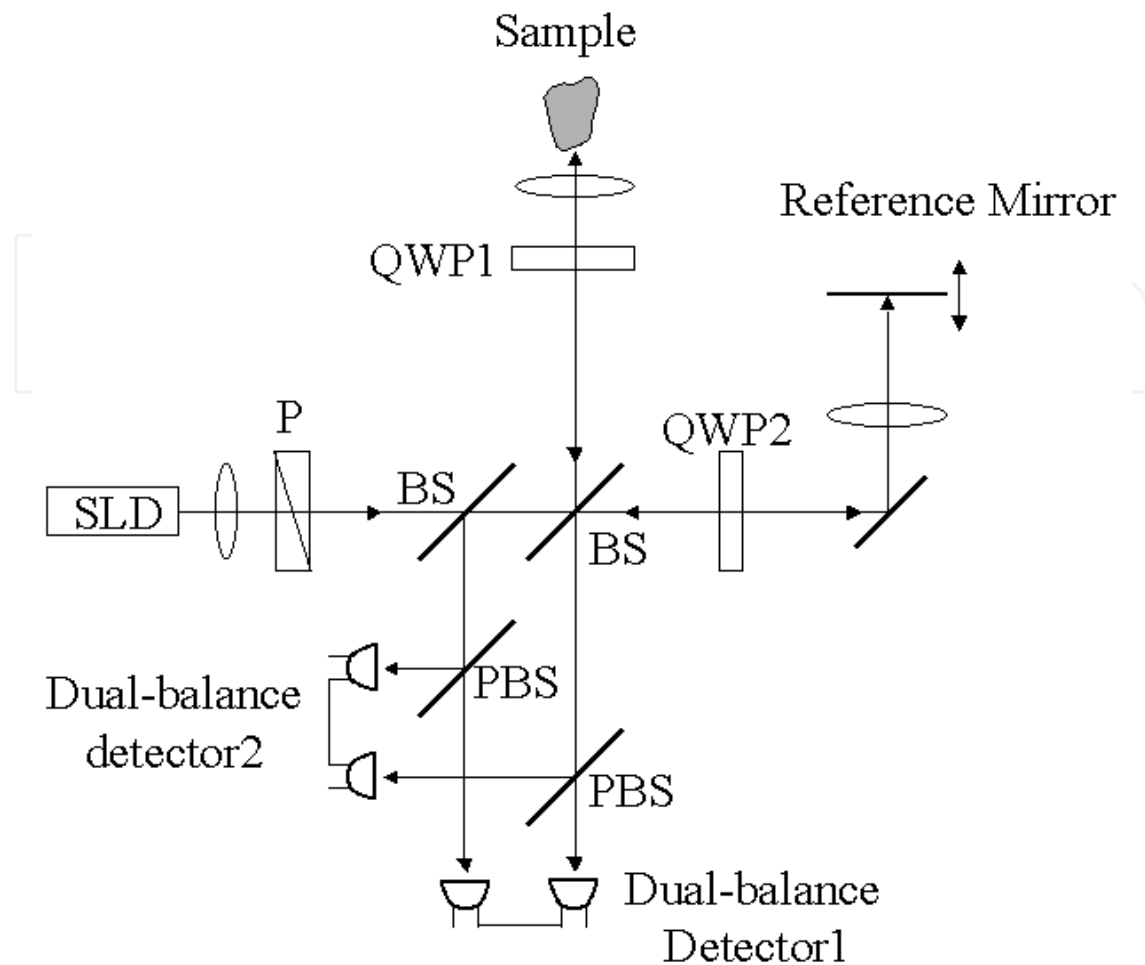 Sample
Reference Mirror
QWP1
P
QWP2
SLD
BS
BS
PBS
Dual-balance
detector2
PBS
Dual-balance
Detector1